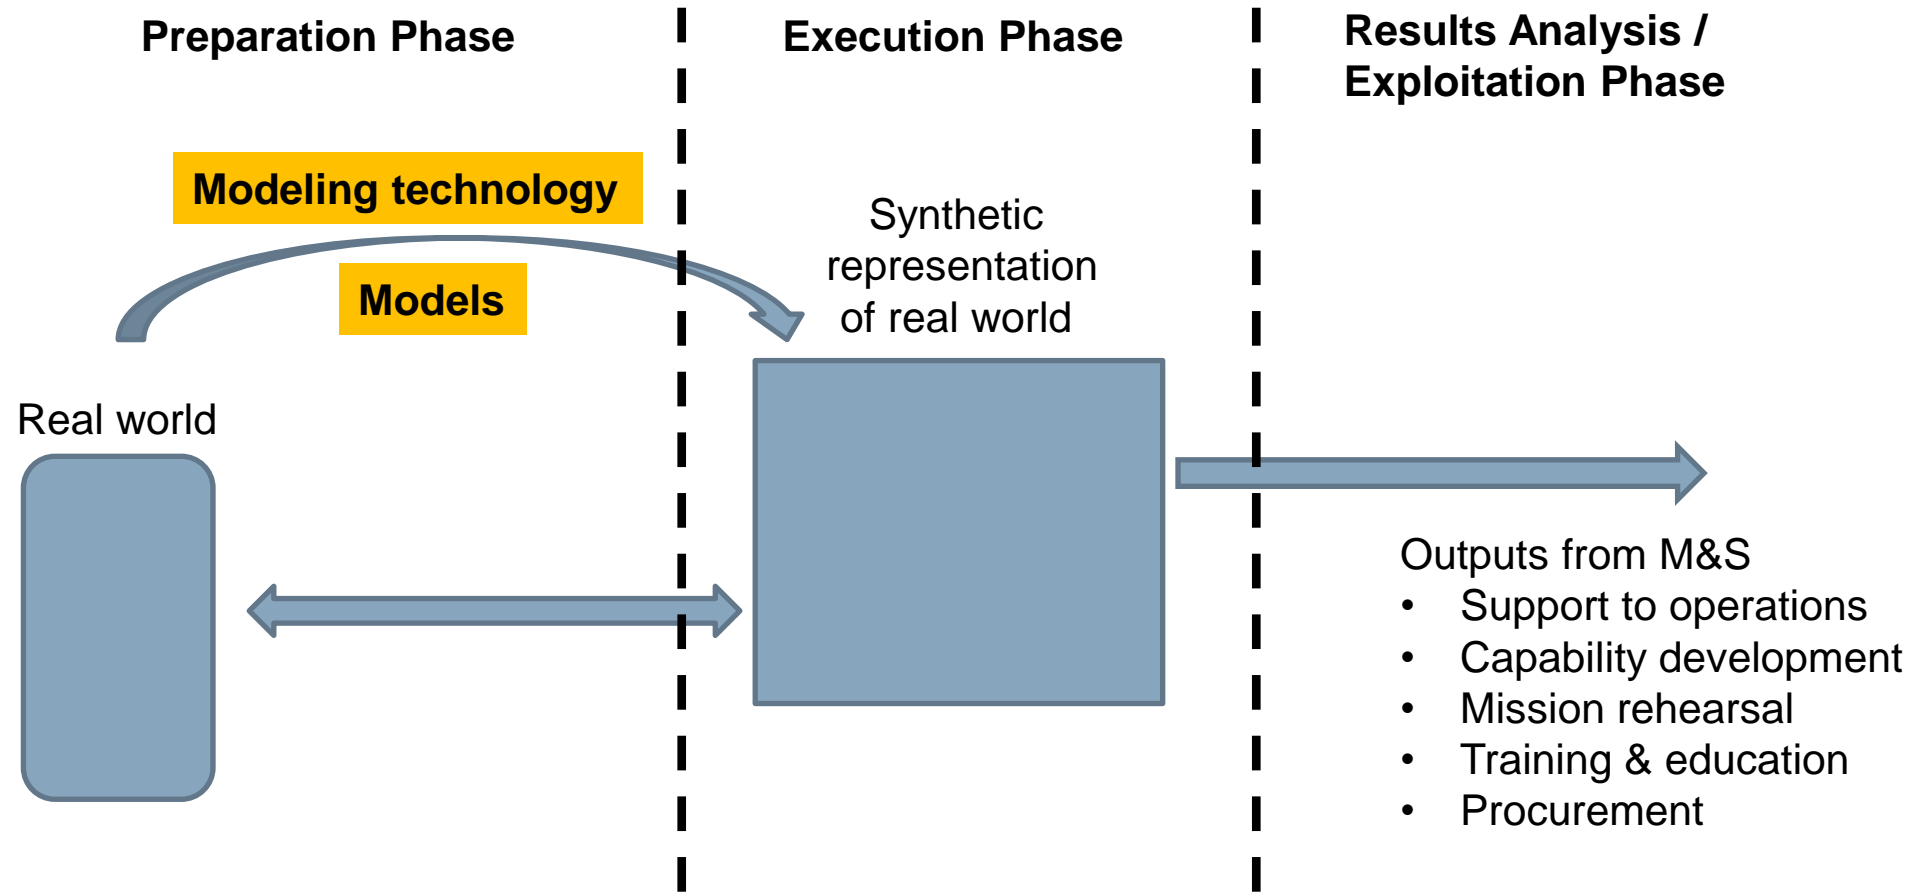 Preparation Phase
Execution Phase
Results Analysis /
Exploitation Phase
Modeling technology
Models
Synthetic
representation
of real world
Real world
Outputs from M&S
• Support to operations
• Capability development
• Mission rehearsal
• Training & education
• Procurement